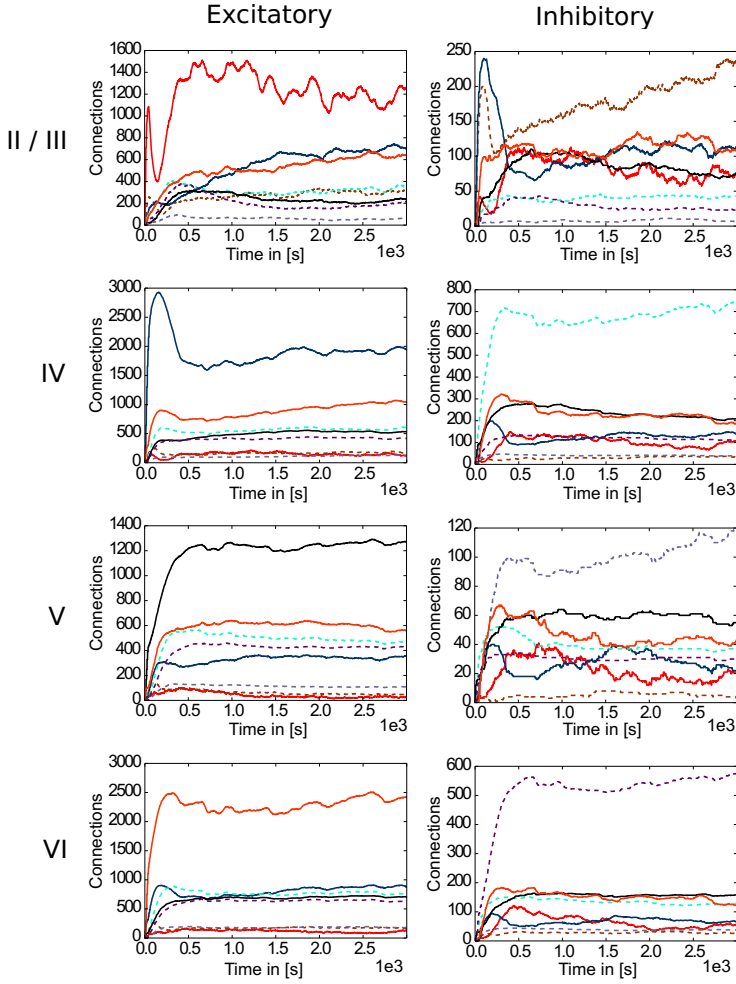 Excitatory Inhibitory
II / III
Connections
1600
1400
1200
1000
800
600
400
200
0
0.0 0.5 1.0 1.5 2.0 2.5
Time in [s]
1e3
Connections
250
200
150
100
50
0
0.0 0.5 1.0 1.5 2.0 2.5
Time in [s]
1e3
IV
Connections
3000
2500
2000
1500
1000
500
0
0.0 0.5 1.0 1.5 2.0 2.5
Time in [s]
1e3
Connections
800
700
600
500
400
300
200
100
0
0.0 0.5 1.0 1.5 2.0 2.5
Time in [s]
1e3
V
Connections
1400
1200
1000
800
600
400
200
0
0.0 0.5 1.0 1.5 2.0 2.5
Time in [s]
1e3
Connections
120
100
80
60
40
20
0
0.0 0.5 1.0 1.5 2.0 2.5
Time in [s]
1e3
VI
Connections
3000
2500
2000
1500
1000
500
0
0.0 0.5 1.0 1.5 2.0 2.5
Time in [s]
1e3
Connections
600
500
400
300
200
100
0
0.0 0.5 1.0 1.5 2.0 2.5
Time in [s]
1e3